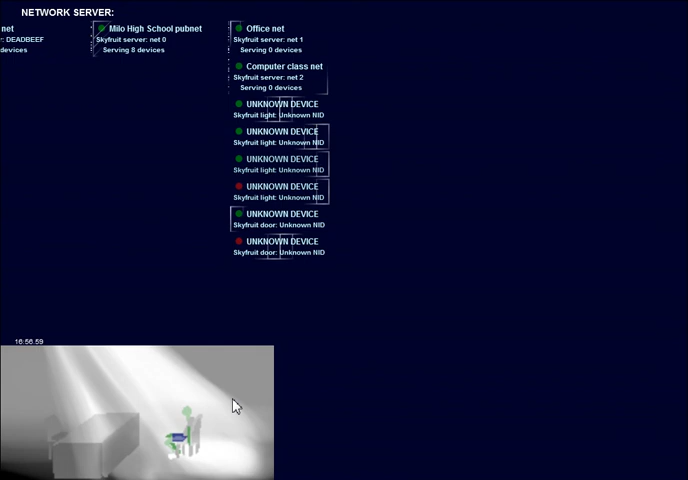 NETWORK SERVER:
net
: DEADBEEF
devices
Milo High School pubnet
Skyfruit server: net 0
Serving 8 devices
Office net
Skyfruit server: net 1
Serving 0 devices
Computer class net
Skyfruit server: net 2
Serving 0 devices
UNKNOWN DEVICE
Skyfruit light: Unknown NID
UNKNOWN DEVICE
Skyfruit light: Unknown NID
UNKNOWN DEVICE
Skyfruit light: Unknown NID
UNKNOWN DEVICE
Skyfruit light: Unknown NID
UNKNOWN DEVICE
Skyfruit door: Unknown NID
UNKNOWN DEVICE
Skyfruit door: Unknown NID
16:56.59